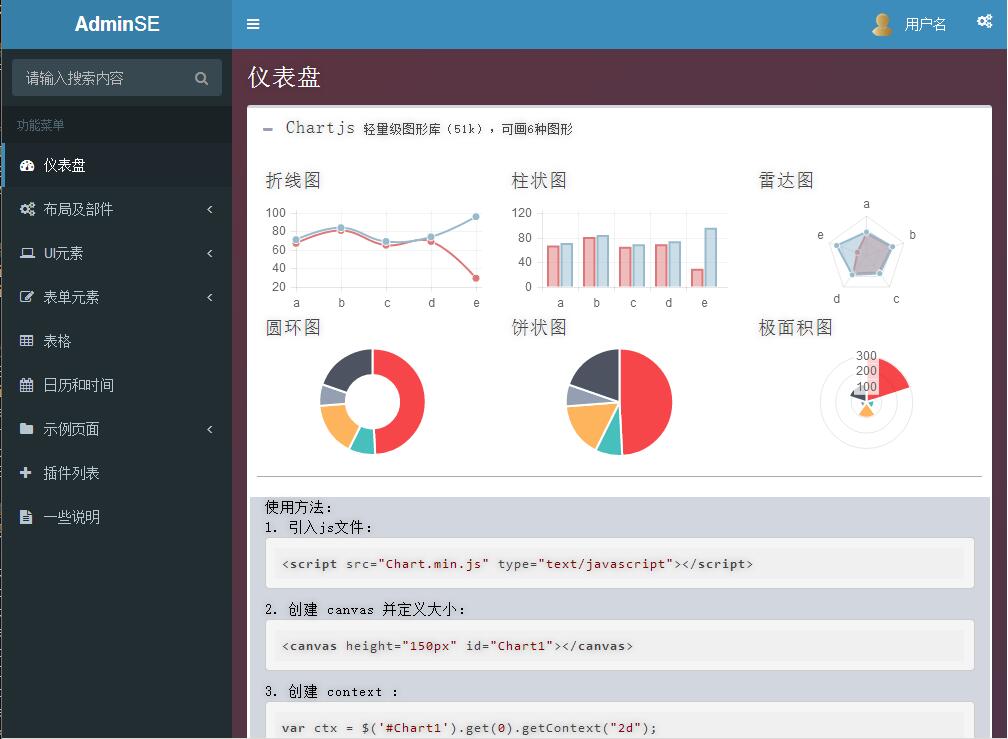 AdminSE
用户名
请输入搜索内容
功能菜单
仪表盘
布局及部件
UI元素
表单元素
表格
日历和时间
示例页面
插件列表
一些说明
仪表盘
Chartjs 轻量级图形库（51k），可画6种图形
折线图
100
80
60
40
20
a b c d e
柱状图
120
80
40
0
a b c d e
雷达图
a
b
c
d
e
圆环图
饼状图
极面积图
300
200
100
使用方法：
1. 引入js文件：
<script src="Chart.min.js" type="text/javascript"></script>
2. 创建 canvas 并定义大小：
<canvas height="150px" id="Chart1"></canvas>
3. 创建 context ：
var ctx = $('#Chart1').get(0).getContext("2d");